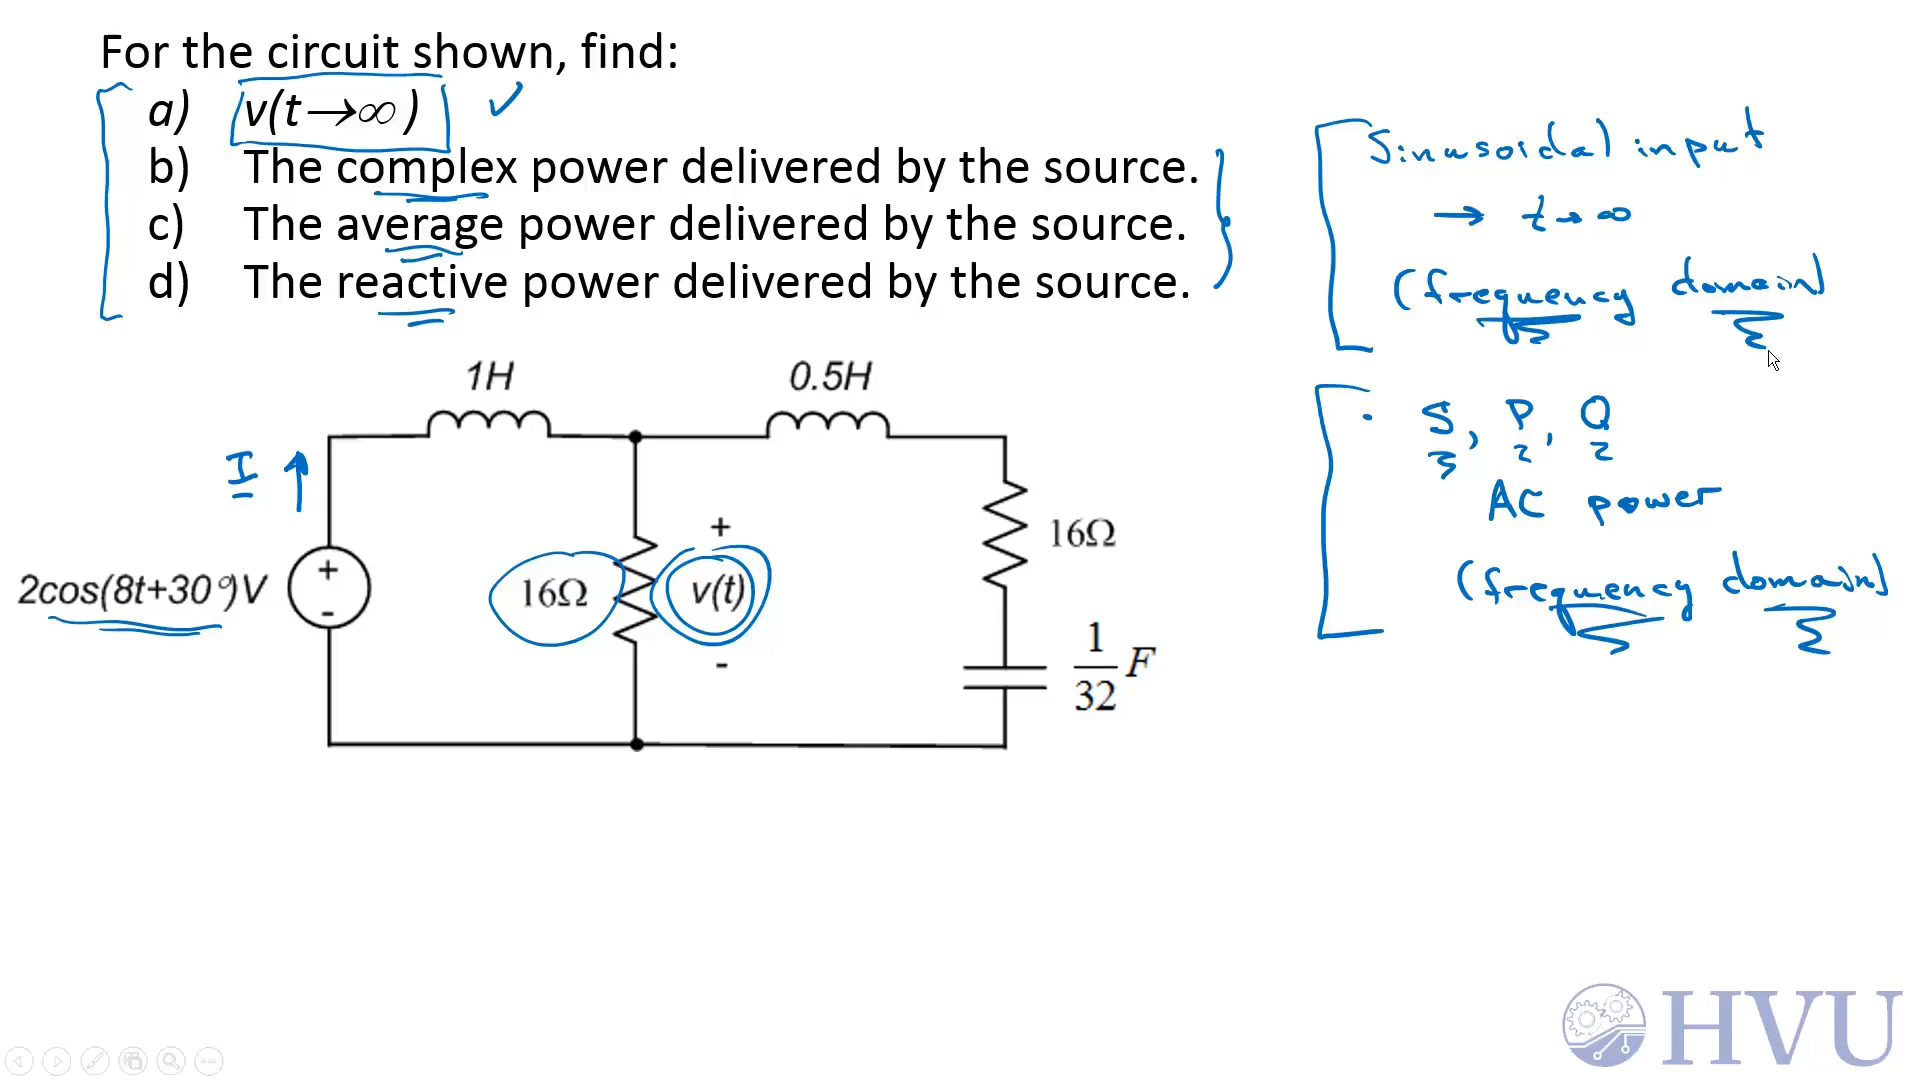 For the circuit shown, find:
a) v(t→∞)
b) The complex power delivered by the source.
c) The average power delivered by the source.
d) The reactive power delivered by the source.
Sinusoidal input
→ t→∞
(frequency domain)
1H
0.5H
I
S, P, Q
AC power
16Ω
+
+
2cos(8t+30°)V
16Ω
v(t)
(frequency domain)
-
-
1/32 F
HVU